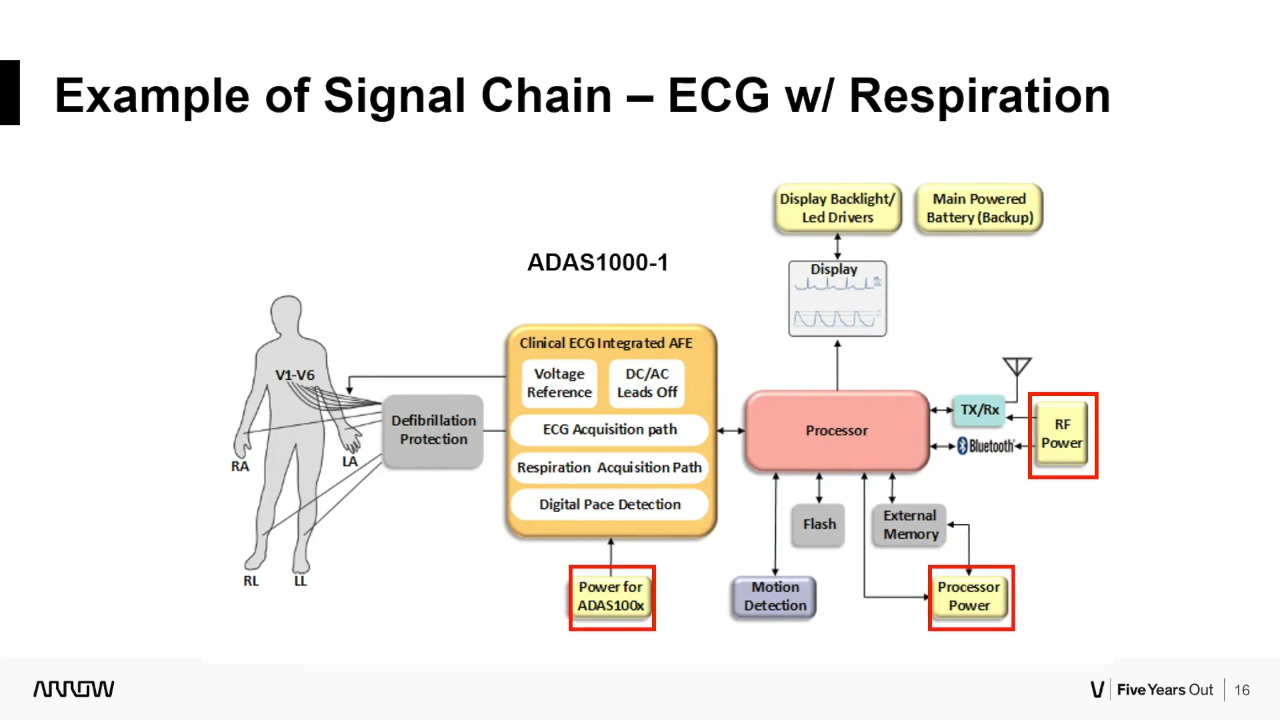 Example of Signal Chain – ECG w/ Respiration
Display Backlight/
Led Drivers
Main Powered
Battery (Backup)
ADAS1000-1
Display
Clinical ECG Integrated AFE
Voltage
Reference
DC/AC
Leads Off
ECG Acquisition path
Respiration Acquisition Path
Digital Pace Detection
V1-V6
Defibrillation
Protection
RA
LA
RL
LL
Processor
TX/Rx
Bluetooth
RF
Power
Flash
External
Memory
Power for
ADAS100x
Motion
Detection
Processor
Power
ARROW
Five Years Out
16